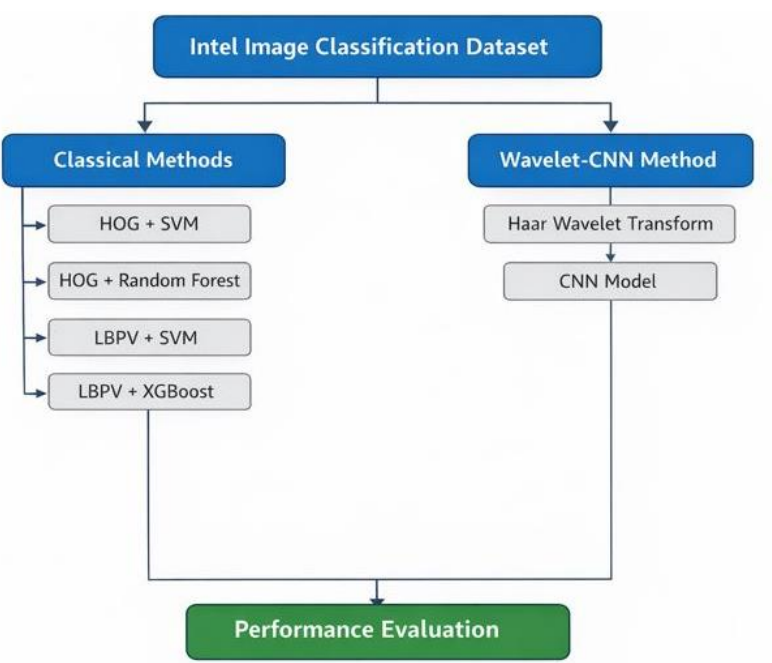 Intel Image Classification Dataset
Classical Methods
HOG + SVM
HOG + Random Forest
LBPV + SVM
LBPV + XGBoost
Wavelet-CNN Method
Haar Wavelet Transform
CNN Model
Performance Evaluation